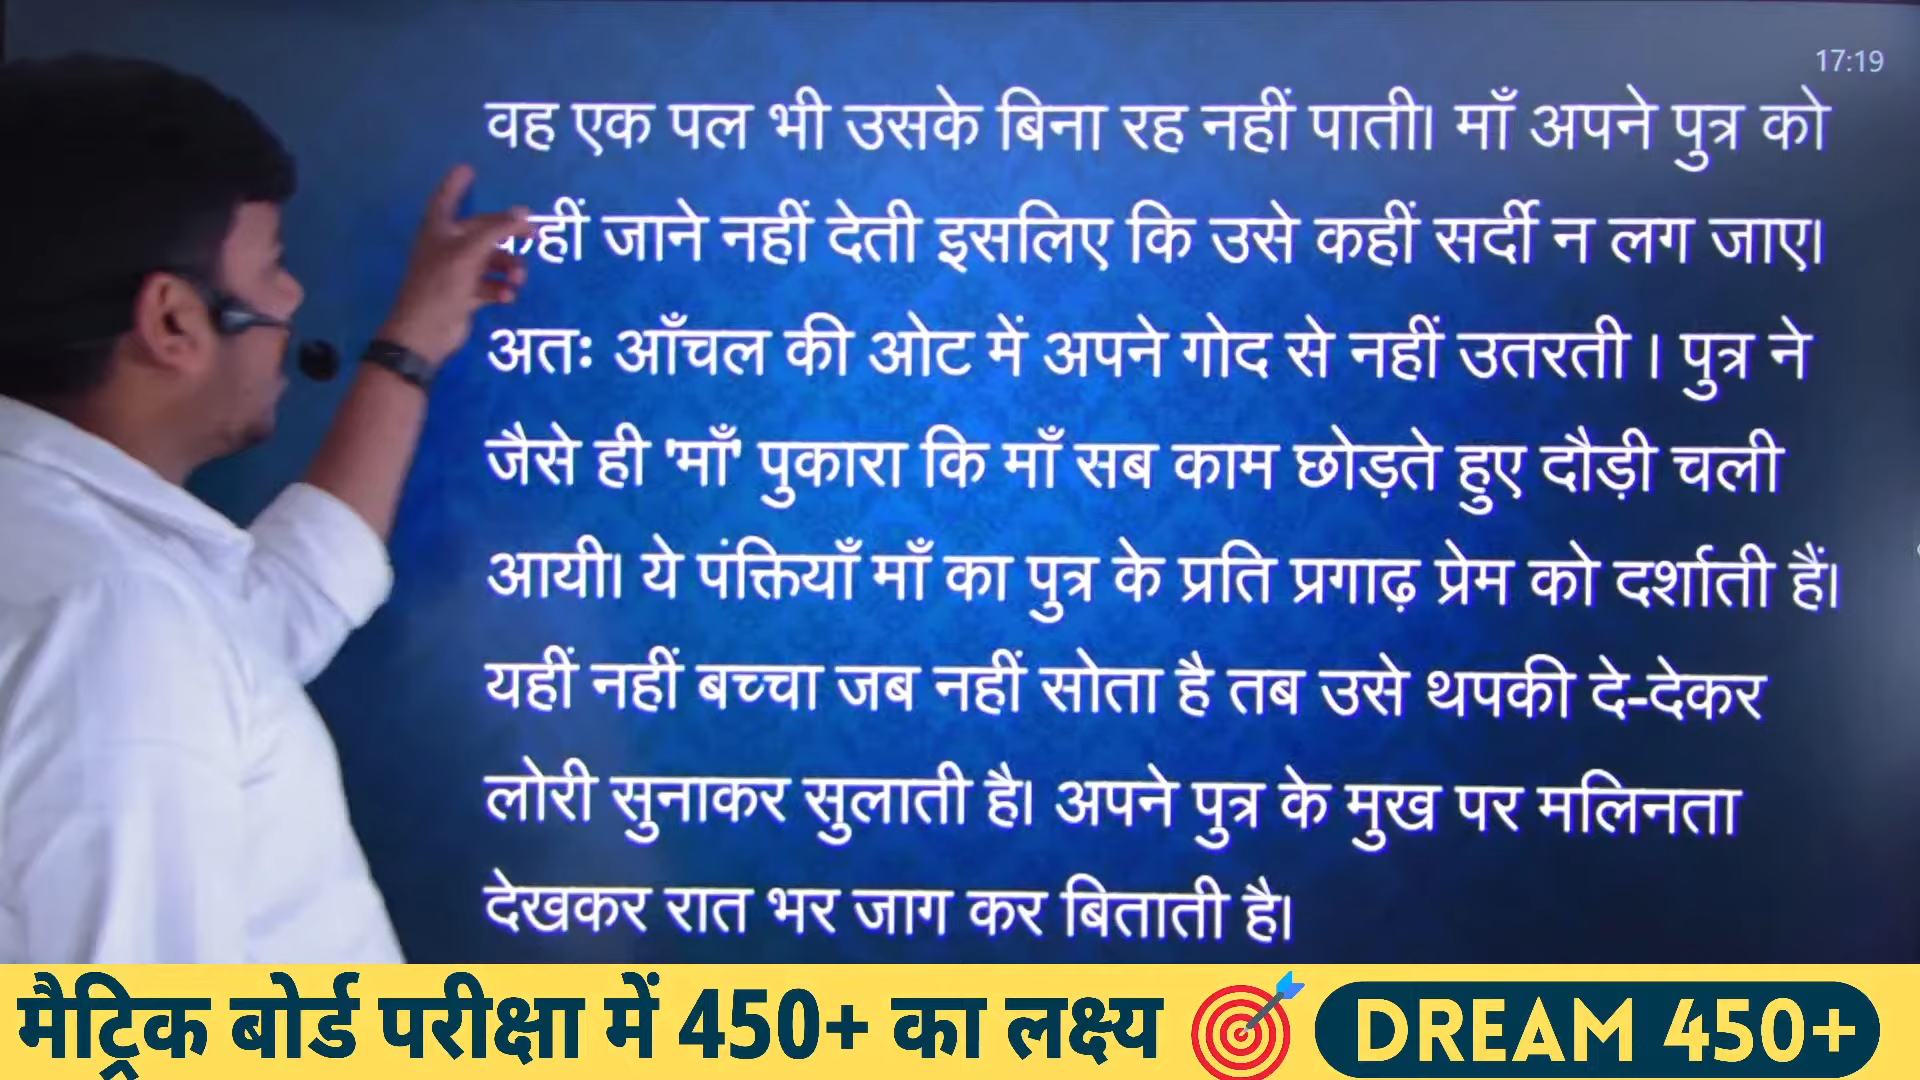 17:19
वह एक पल भी उसके बिना रह नहीं पाती। माँ अपने पुत्र को
कहीं जाने नहीं देती इसलिए कि उसे कहीं सर्दी न लग जाए।
अतः आँचल की ओट में अपने गोद से नहीं उतरती । पुत्र ने
जैसे ही 'माँ' पुकारा कि माँ सब काम छोड़ते हुए दौड़ी चली
आयी। ये पंक्तियाँ माँ का पुत्र के प्रति प्रगाढ़ प्रेम को दर्शाती हैं।
यहीं नहीं बच्चा जब नहीं सोता है तब उसे थपकी दे-देकर
लोरी सुनाकर सुलाती है। अपने पुत्र के मुख पर मलिनता
देखकर रात भर जाग कर बिताती है।
मैट्रिक बोर्ड परीक्षा में 450+ का लक्ष्य DREAM 450+